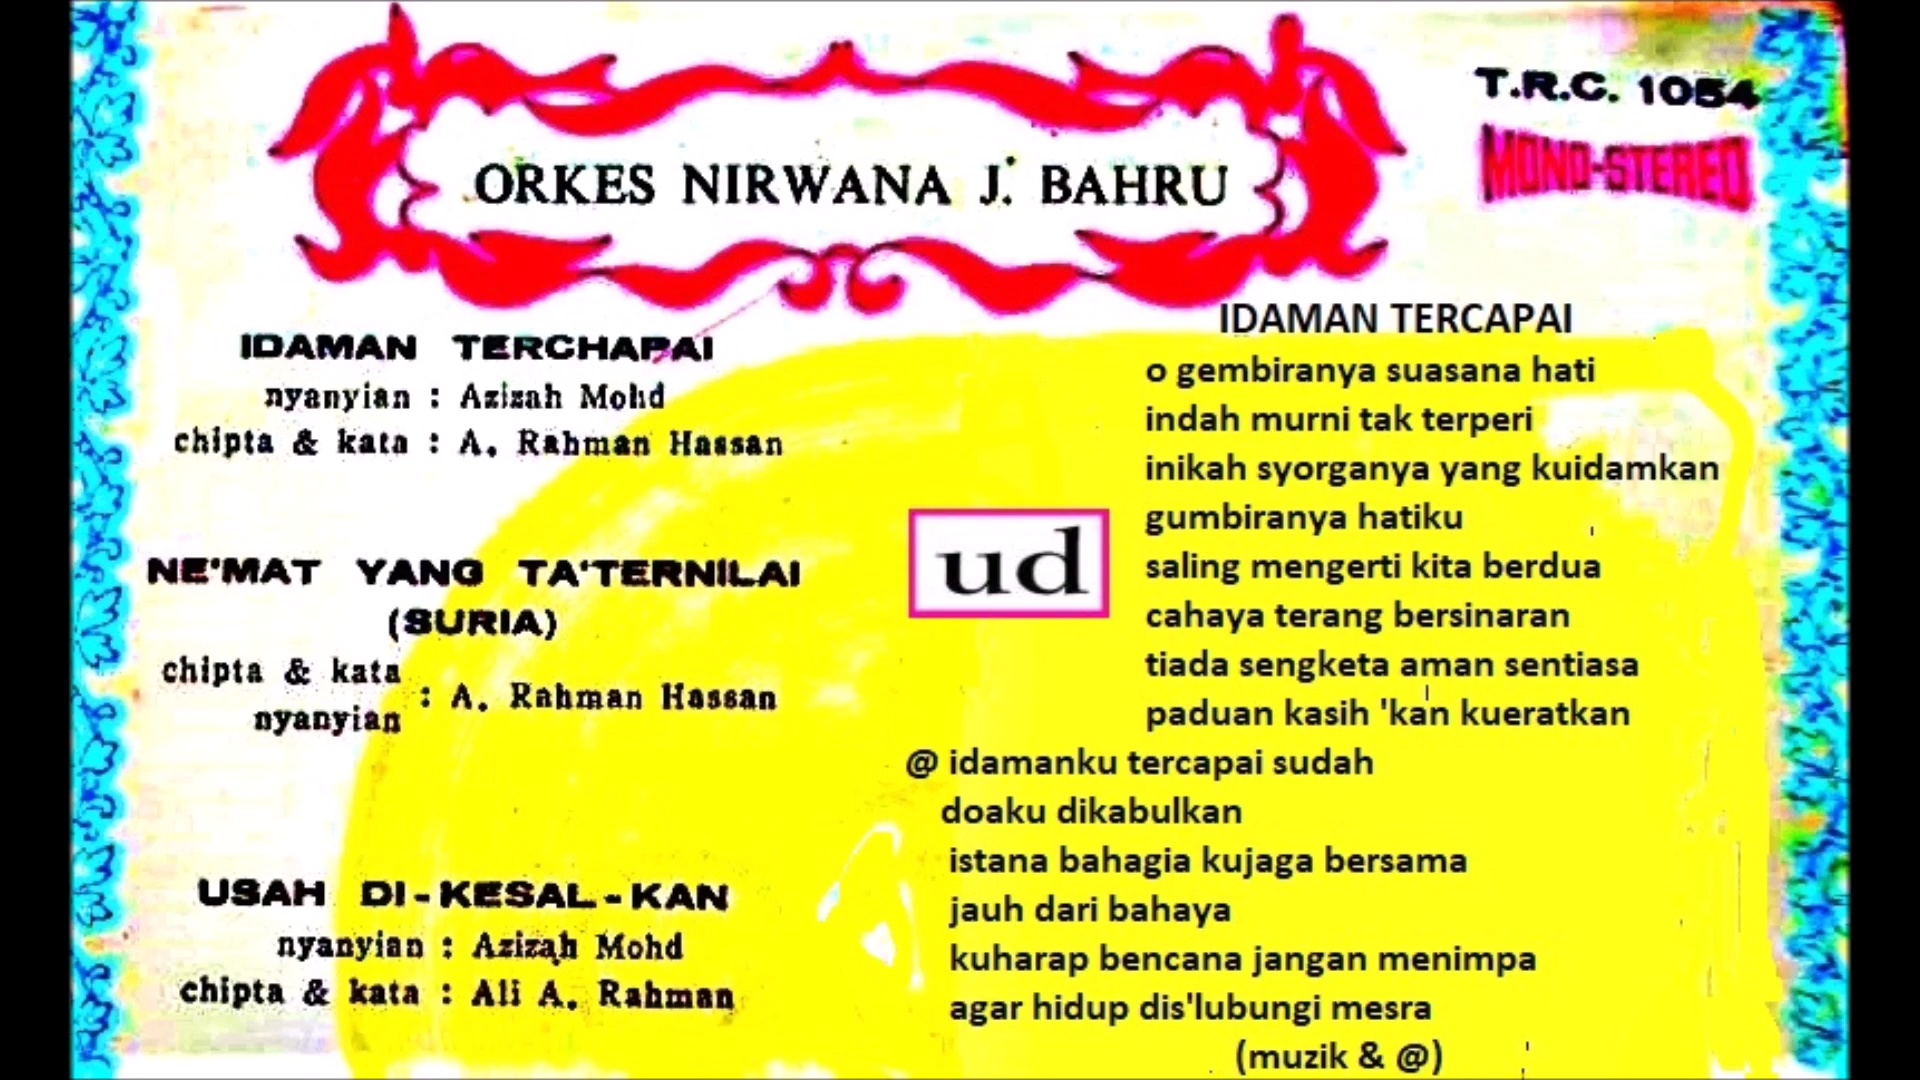 ORKES NIRWANA J. BAHRU
T.R.C. 1054
MONO-STEREO
IDAMAN TERCHAPAI
nyanyian : Azizah Mohd
chipta & kata : A. Rahman Hassan
NE'MAT YANG TA'TERNILAI
(SURIA)
chipta & kata
nyanyian : A. Rahman Hassan
USAH DI-KESAL-KAN
nyanyian : Azizah Mohd
chipta & kata : Ali A. Rahman
ud
IDAMAN TERCAPAI
o gembiranya suasana hati
indah murni tak terperi
inikah syorganya yang kuidamkan
gumbiranya hatiku
saling mengerti kita berdua
cahaya terang bersinaran
tiada sengketa aman sentiasa
paduan kasih 'kan kueratkan
@ idamanku tercapai sudah
doaku dikabulkan
istana bahagia kujaga bersama
jauh dari bahaya
kuharap bencana jangan menimpa
agar hidup dis'lubungi mesra
(muzik & @)